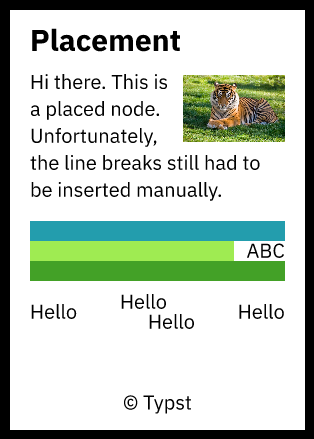 Placement
Hi there. This is
a placed node.
Unfortunately,
the line breaks still had to
be inserted manually.
ABC
Hello
Hello
Hello
Hello
© Typst